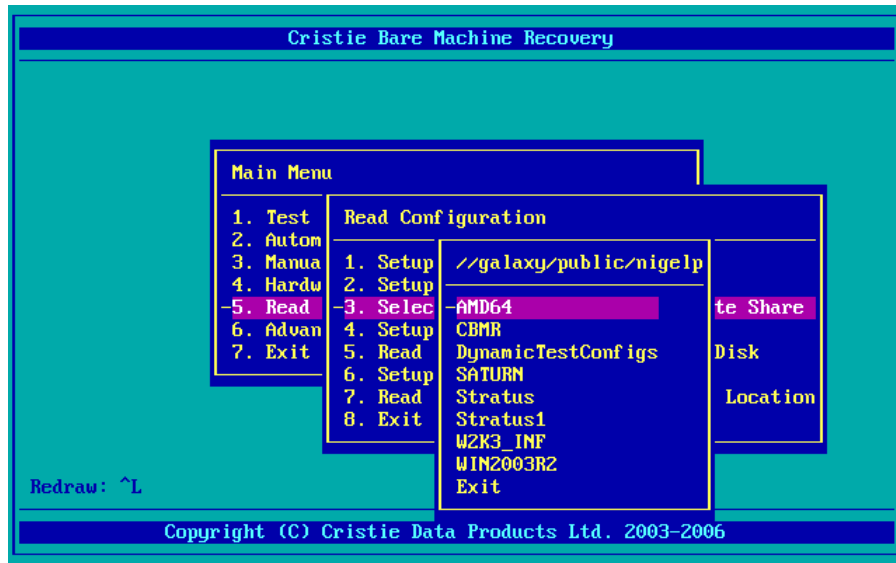 Cristie Bare Machine Recovery
Main Menu
1. Test
2. Autom
3. Manua
4. Hardw
5. Read
6. Advan
7. Exit
Read Configuration
1. Setup
2. Setup
3. Selec
te Share
4. Setup
5. Read
Disk
6. Setup
7. Read
Location
8. Exit
//galaxy/public/nigelp
AMD64
CBMR
DynamicTestConfigs
SATURN
Stratus
Stratus1
W2K3_INF
WIN2003R2
Exit
Redraw: ^L
Copyright (C) Cristie Data Products Ltd. 2003-2006